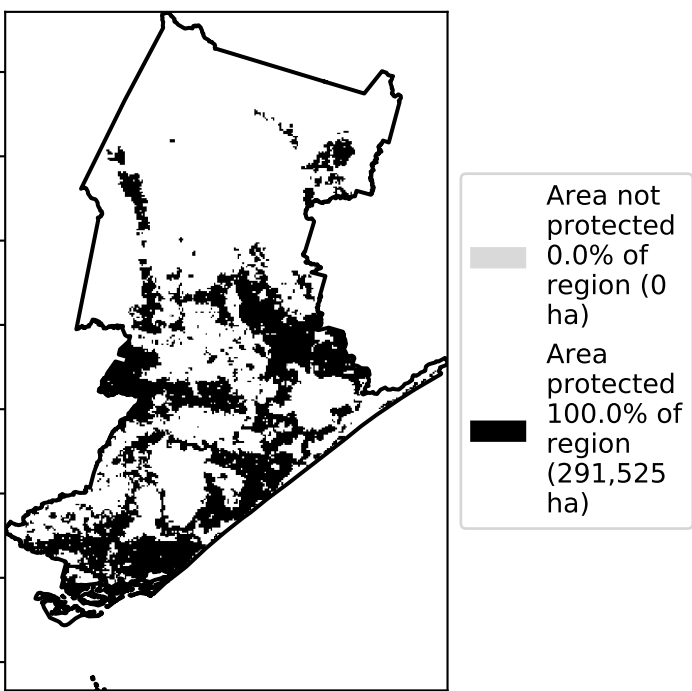 Area not
protected
0.0% of
region (0
ha)
Area
protected
100.0% of
region
(291,525
ha)